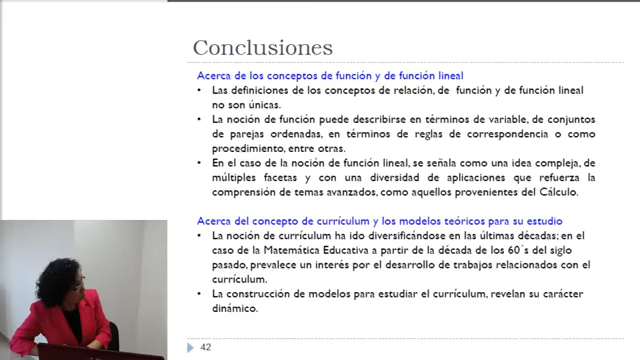 Conclusiones
Acerca de los conceptos de función y de función lineal
• Las definiciones de los conceptos de relación, de función y de función lineal
no son únicas.
• La noción de función puede describirse en términos de variable, de conjuntos
de parejas ordenadas, en términos de reglas de correspondencia o como
procedimiento, entre otras.
• En el caso de la noción de función lineal, se señala como una idea compleja, de
múltiples facetas y con una diversidad de aplicaciones que refuerza la
comprensión de temas avanzados, como aquellos provenientes del Cálculo.
Acerca del concepto de currículum y los modelos teóricos para su estudio
• La noción de currículum ha ido diversificándose en las últimas décadas; en el
caso de la Matemática Educativa a partir de la década de los 60´s del siglo
pasado, prevalece un interés por el desarrollo de trabajos relacionados con el
currículum.
• La construcción de modelos para estudiar el currículum, revelan su carácter
dinámico.
42